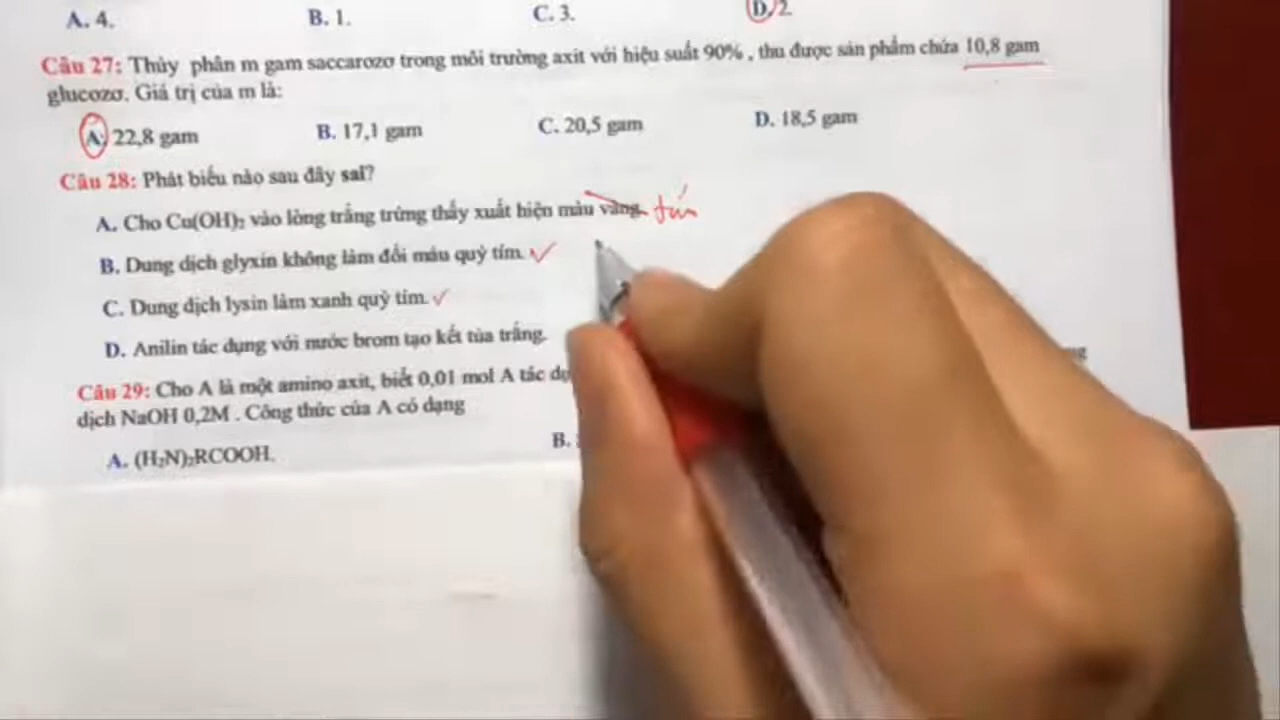 A. 4. B. 1. C. 3. D. 2
Câu 27: Thủy phân m gam saccarozơ trong môi trường axit với hiệu suất 90% , thu được sản phẩm chứa 10,8 gam
glucozơ. Giá trị của m là:
A. 22,8 gam B. 17,1 gam C. 20,5 gam D. 18,5 gam
Câu 28: Phát biểu nào sau đây sai?
A. Cho Cu(OH)₂ vào lòng trắng trứng thấy xuất hiện màu vàng. tím
B. Dung dịch glyxin không làm đổi màu quỳ tím.
C. Dung dịch lysin làm xanh quỳ tím.
D. Anilin tác dụng với nước brom tạo kết tủa trắng.
Câu 29: Cho A là một amino axit, biết 0,01 mol A tác
dịch NaOH 0,2M . Công thức của A có dạng
A. (H₂N)₂RCOOH. B.